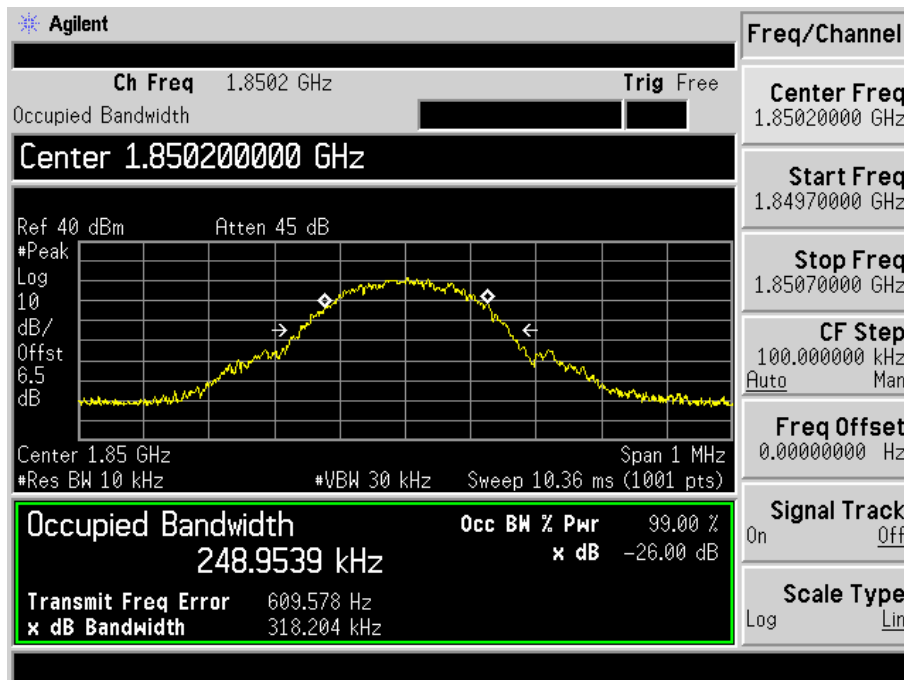 Agilent
Freq/Channel
Ch Freq 1.8502 GHz Trig Free
Occupied Bandwidth
Center 1.850200000 GHz
Ref 40 dBm Atten 45 dB
#Peak
Log
10
dB/
Offst
6.5
dB
Center 1.85 GHz Span 1 MHz
#Res BW 10 kHz #VBW 30 kHz Sweep 10.36 ms (1001 pts)
Occupied Bandwidth
248.9539 kHz
Occ BW % Pwr 99.00 %
x dB -26.00 dB
Transmit Freq Error 609.578 Hz
x dB Bandwidth 318.204 kHz
Center Freq
1.85020000 GHz
Start Freq
1.84970000 GHz
Stop Freq
1.85070000 GHz
CF Step
100.000000 kHz
Auto Man
Freq Offset
0.00000000 Hz
Signal Track
On Off
Scale Type
Log Lin